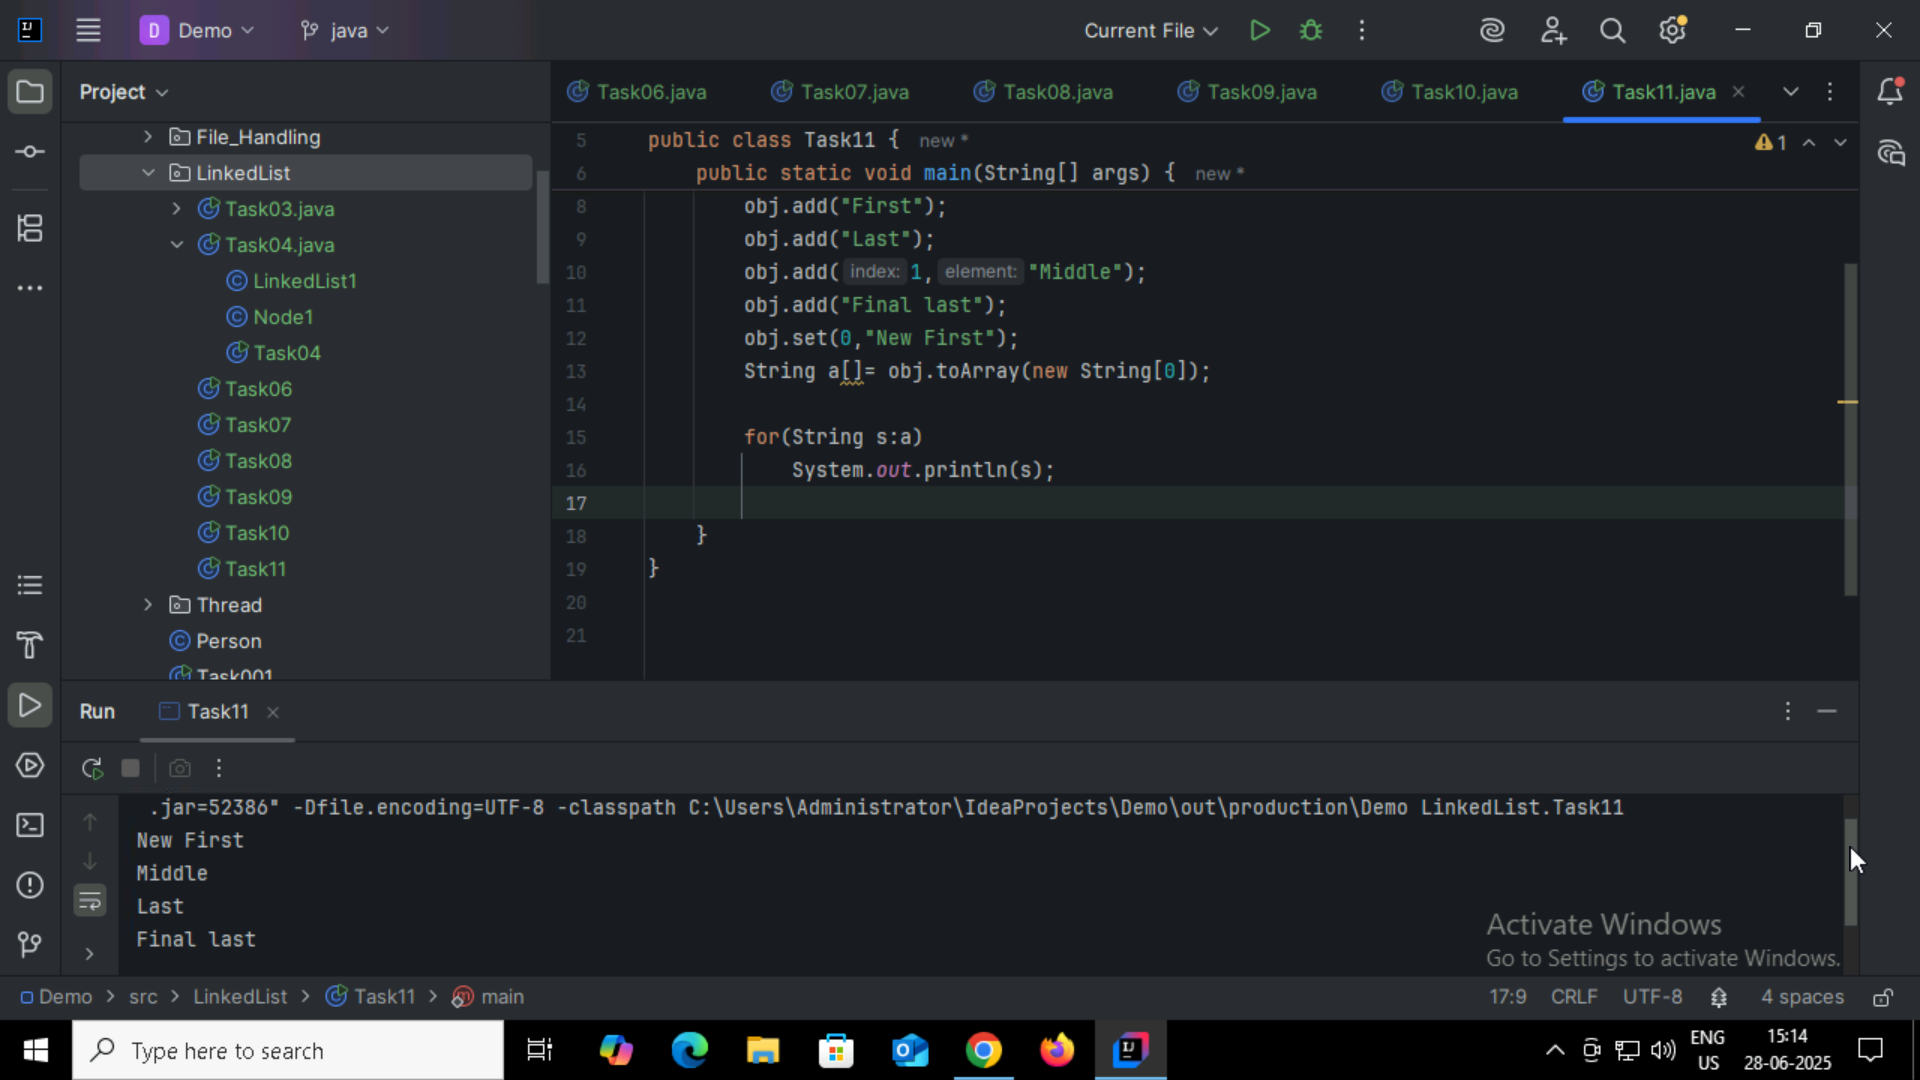 D Demo java Current File
Project
Task06.java Task07.java Task08.java Task09.java Task10.java Task11.java
File_Handling
LinkedList
Task03.java
Task04.java
LinkedList1
Node1
Task04
Task06
Task07
Task08
Task09
Task10
Task11
Thread
Person
Task001
5 public class Task11 { new *
6 public static void main(String[] args) { new *
8 obj.add("First");
9 obj.add("Last");
10 obj.add( index: 1, element: "Middle");
11 obj.add("Final last");
12 obj.set(0,"New First");
13 String a[]= obj.toArray(new String[0]);
14
15 for(String s:a)
16 System.out.println(s);
17
18 }
19 }
20
21
1
Run Task11
.jar=52386" -Dfile.encoding=UTF-8 -classpath C:\Users\Administrator\IdeaProjects\Demo\out\production\Demo LinkedList.Task11
New First
Middle
Last
Final last
Activate Windows
Go to Settings to activate Windows.
Demo > src > LinkedList > Task11 > main 17:9 CRLF UTF-8 4 spaces
Type here to search
ENG
US
15:14
28-06-2025